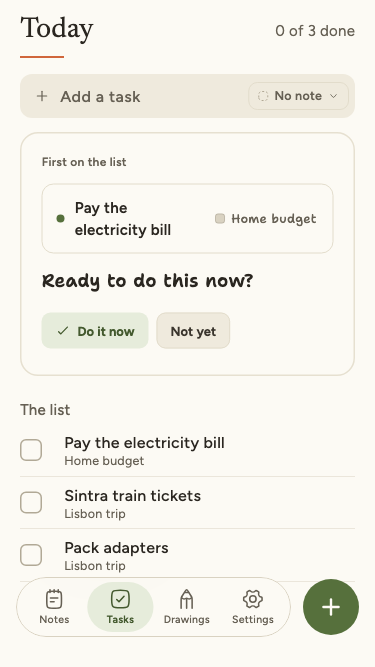 Today
0 of 3 done
Add a task
No note
First on the list
Pay the
electricity bill
Home budget
Ready to do this now?
Do it now
Not yet
The list
Pay the electricity bill
Home budget
Sintra train tickets
Lisbon trip
Pack adapters
Lisbon trip
Notes
Tasks
Drawings
Settings